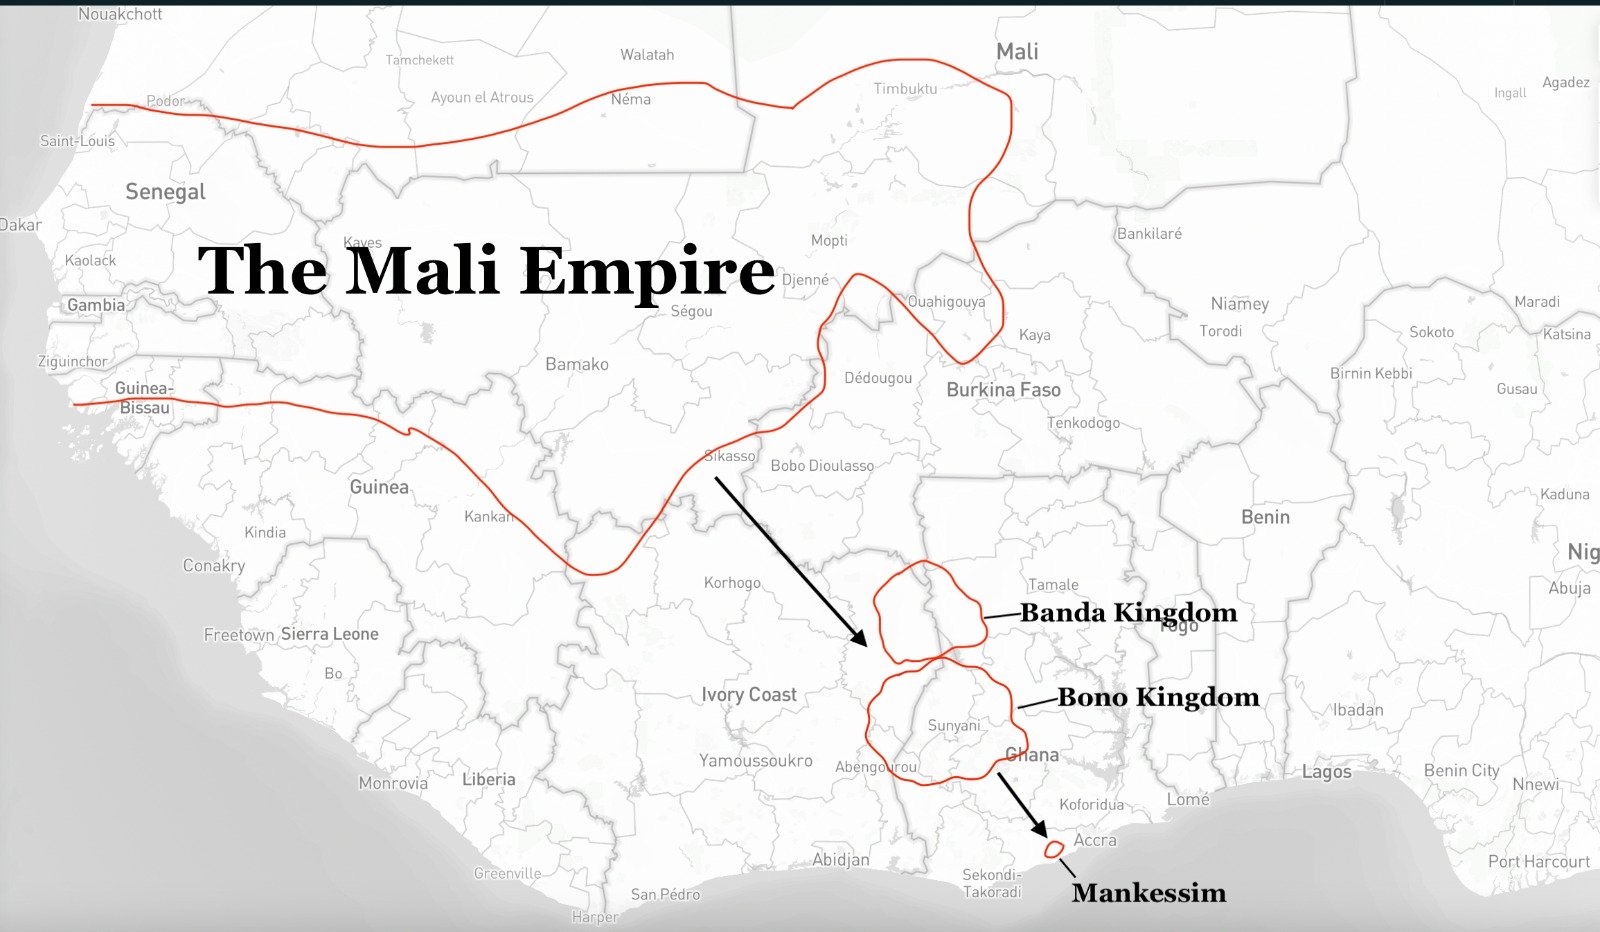 Nouakchott
Tamchekett
Walatah
Mali
Agadez
Ingall
Ayoun el Atrous
Néma
Timbuktu
Podor
Saint-Louis
Senegal
Dakar
Kaolack
Kayes
The Mali Empire
Mopti
Djenné
Bankilaré
Gambia
Ségou
Ouahigouya
Niamey
Torodi
Maradi
Sokoto
Katsina
Kaya
Ziguinchor
Bamako
Dédougou
Burkina Faso
Birnin Kebbi
Gusau
Guinea-
Bissau
Tenkodogo
Sikasso
Bobo Dioulasso
Guinea
Kankan
Kaduna
Benin
Kindia
Conakry
Nig
Korhogo
Tamale
Abuja
Banda Kingdom
Togo
Freetown
Sierra Leone
Bo
Ivory Coast
Bono Kingdom
Sunyani
Ibadan
Ghana
Yamoussoukro
Abengourou
Monrovia
Liberia
Lagos
Benin City
Nnewi
Koforidua
Lomé
Accra
Abidjan
Port Harcourt
Greenville
Sekondi-
Takoradi
San Pédro
Mankessim
Harper